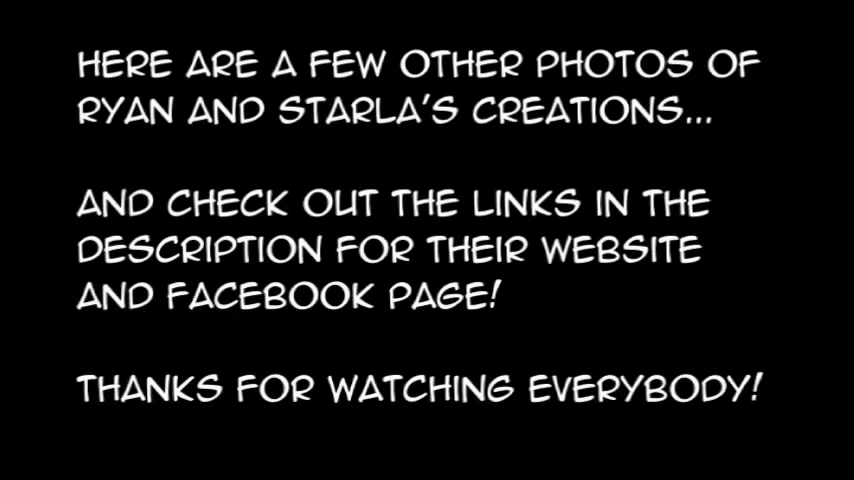 HERE ARE A FEW OTHER PHOTOS OF
RYAN AND STARLA'S CREATIONS...
AND CHECK OUT THE LINKS IN THE
DESCRIPTION FOR THEIR WEBSITE
AND FACEBOOK PAGE!
THANKS FOR WATCHING EVERYBODY!